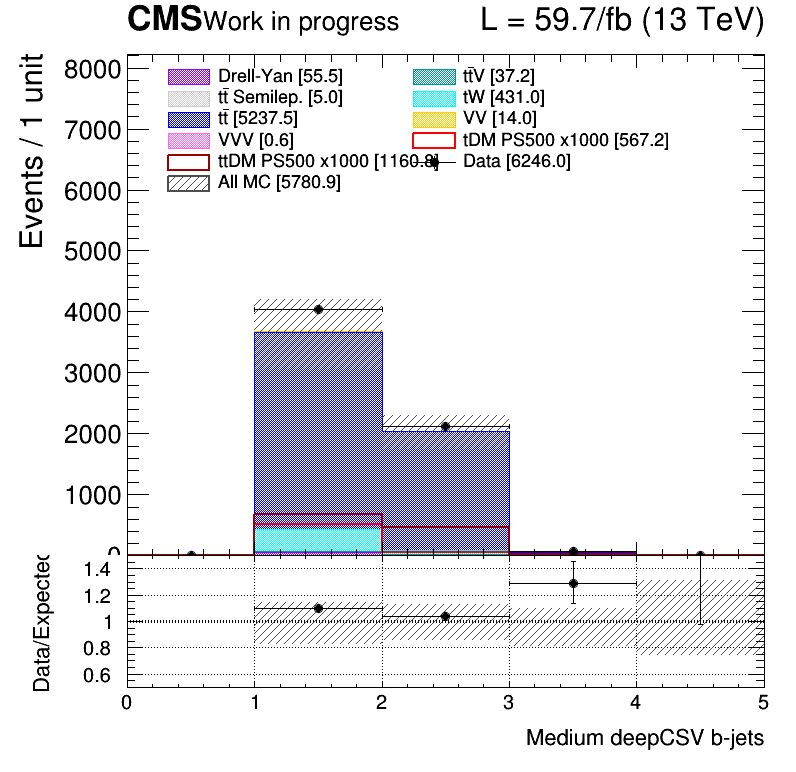 CMS Work in progress L = 59.7/fb (13 TeV)
Events / 1 unit
8000
7000
6000
5000
4000
3000
2000
1000
0
Drell-Yan [55.5] tt̄V [37.2]
tt̄ Semilep. [5.0] tW [431.0]
tt̄ [5237.5] VV [14.0]
VVV [0.6] tDM PS500 x1000 [567.2]
ttDM PS500 x1000 [1160.8] Data [6246.0]
All MC [5780.9]
Data/Expected
1.4
1.2
1
0.8
0.6
0 1 2 3 4 5
Medium deepCSV b-jets